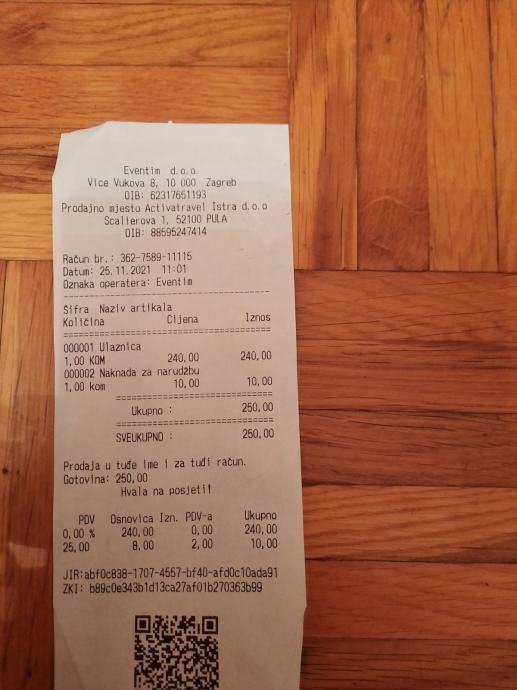 Eventim d.o.o.
Vice Vukova 8, 10 000 Zagreb
OIB: 62317651193
Prodajno mjesto Activatravel Istra d.o.o
Scalierova 1, 52100 PULA
OIB: 88595247414
Račun br.: 362-7589-11115
Datum: 25.11.2021 11:01
Oznaka operatera: Eventim
Šifra Naziv artikala
Količina Cijena Iznos
000001 Ulaznica
1,00 KOM 240,00 240,00
000002 Naknada za narudžbu
1,00 kom 10,00 10,00
Ukupno : 250,00
SVEUKUPNO : 250,00
Prodaja u tuđe ime i za tuđi račun.
Gotovina: 250,00
Hvala na posjeti!
PDV Osnovica Izn. PDV-a Ukupno
0,00 % 240,00 0,00 240,00
25,00 8,00 2,00 10,00
JIR:abf0c838-1707-4557-bf40-afd0c10ada91
ZKI: b89c0e343b1d13ca27af01b270363b99